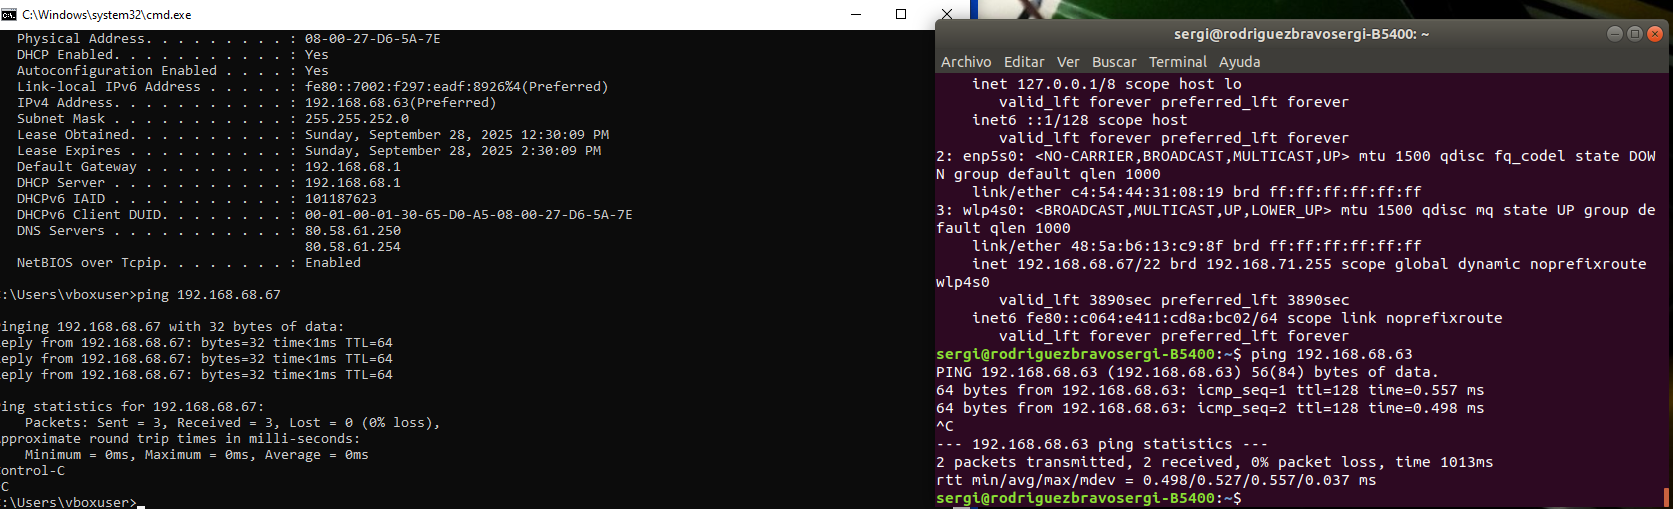 C:\Windows\system32\cmd.exe
Physical Address. . . . . . . . . : 08-00-27-D6-5A-7E
DHCP Enabled. . . . . . . . . . . : Yes
Autoconfiguration Enabled . . . . : Yes
Link-local IPv6 Address . . . . . : fe80::7002:f297:eadf:8926%4(Preferred)
IPv4 Address. . . . . . . . . . . : 192.168.68.63(Preferred)
Subnet Mask . . . . . . . . . . . : 255.255.252.0
Lease Obtained. . . . . . . . . . : Sunday, September 28, 2025 12:30:09 PM
Lease Expires . . . . . . . . . . : Sunday, September 28, 2025 2:30:09 PM
Default Gateway . . . . . . . . . : 192.168.68.1
DHCP Server . . . . . . . . . . . : 192.168.68.1
DHCPv6 IAID . . . . . . . . . . . : 101187623
DHCPv6 Client DUID. . . . . . . . : 00-01-00-01-30-65-D0-A5-08-00-27-D6-5A-7E
DNS Servers . . . . . . . . . . . : 80.58.61.250
80.58.61.254
NetBIOS over Tcpip. . . . . . . . : Enabled
:\Users\vboxuser>ping 192.168.68.67
inging 192.168.68.67 with 32 bytes of data:
eply from 192.168.68.67: bytes=32 time<1ms TTL=64
eply from 192.168.68.67: bytes=32 time<1ms TTL=64
eply from 192.168.68.67: bytes=32 time<1ms TTL=64
ing statistics for 192.168.68.67:
Packets: Sent = 3, Received = 3, Lost = 0 (0% loss),
pproximate round trip times in milli-seconds:
Minimum = 0ms, Maximum = 0ms, Average = 0ms
ontrol-C
C
:\Users\vboxuser>
sergi@rodriguezbravosergi-B5400: ~
Archivo Editar Ver Buscar Terminal Ayuda
inet 127.0.0.1/8 scope host lo
valid_lft forever preferred_lft forever
inet6 ::1/128 scope host
valid_lft forever preferred_lft forever
2: enp5s0: <NO-CARRIER,BROADCAST,MULTICAST,UP> mtu 1500 qdisc fq_codel state DOW
N group default qlen 1000
link/ether c4:54:44:31:08:19 brd ff:ff:ff:ff:ff:ff
3: wlp4s0: <BROADCAST,MULTICAST,UP,LOWER_UP> mtu 1500 qdisc mq state UP group de
fault qlen 1000
link/ether 48:5a:b6:13:c9:8f brd ff:ff:ff:ff:ff:ff
inet 192.168.68.67/22 brd 192.168.71.255 scope global dynamic noprefixroute
wlp4s0
valid_lft 3890sec preferred_lft 3890sec
inet6 fe80::c064:e411:cd8a:bc02/64 scope link noprefixroute
valid_lft forever preferred_lft forever
sergi@rodriguezbravosergi-B5400:~$ ping 192.168.68.63
PING 192.168.68.63 (192.168.68.63) 56(84) bytes of data.
64 bytes from 192.168.68.63: icmp_seq=1 ttl=128 time=0.557 ms
64 bytes from 192.168.68.63: icmp_seq=2 ttl=128 time=0.498 ms
^C
--- 192.168.68.63 ping statistics ---
2 packets transmitted, 2 received, 0% packet loss, time 1013ms
rtt min/avg/max/mdev = 0.498/0.527/0.557/0.037 ms
sergi@rodriguezbravosergi-B5400:~$